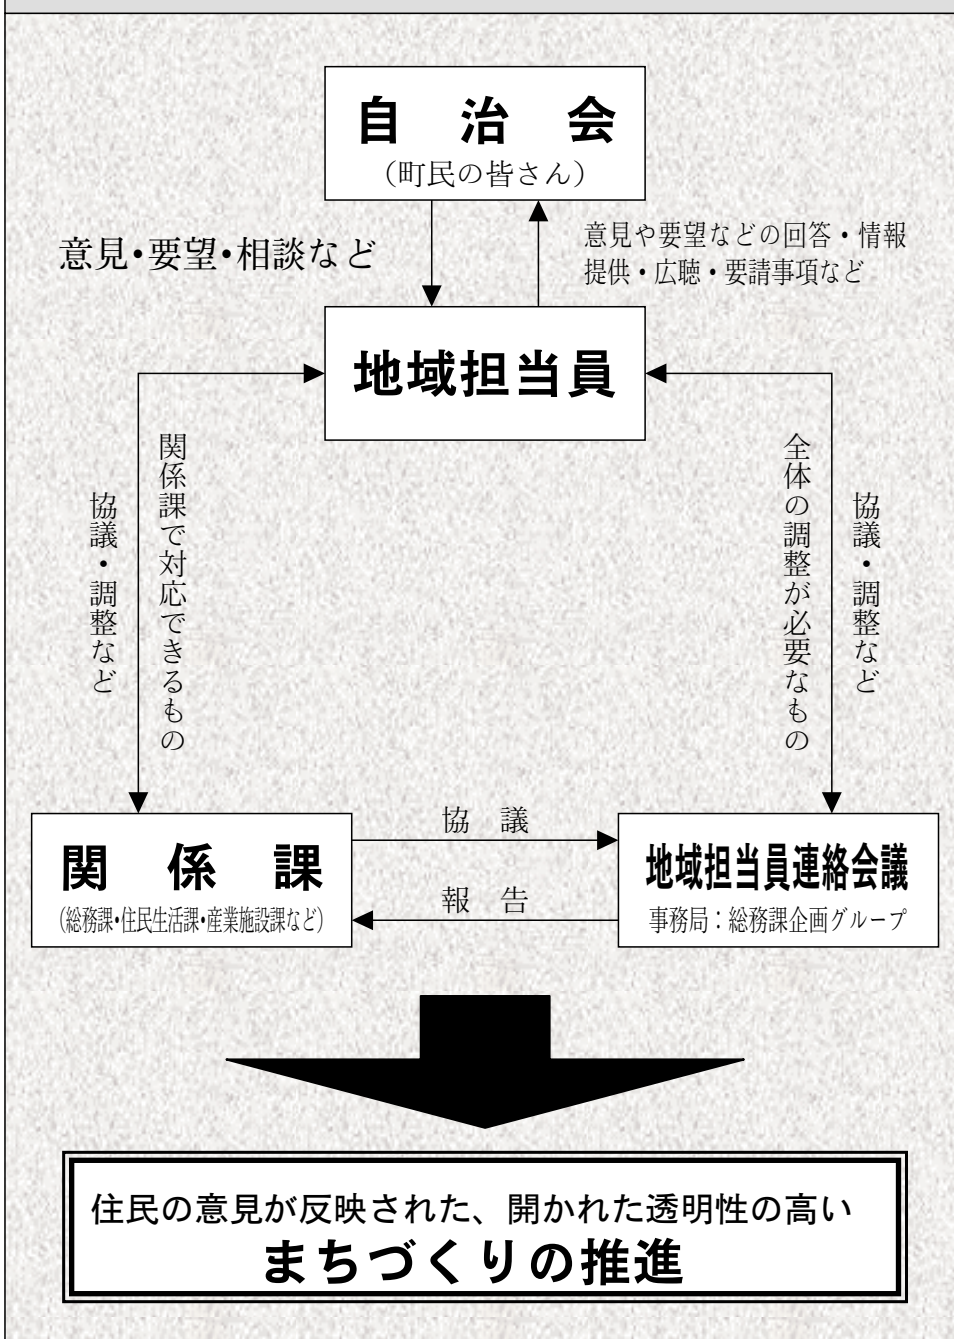 自治会
（町民の皆さん）
意見・要望・相談など
意見や要望などの回答・情報
提供・広聴・要請事項など
地域担当員
協議・調整など
関係課で対応できるもの
全体の調整が必要なもの
協議・調整など
関係課
（総務課・住民生活課・産業施設課など）
協議
報告
地域担当員連絡会議
事務局：総務課企画グループ
住民の意見が反映された、開かれた透明性の高い
まちづくりの推進